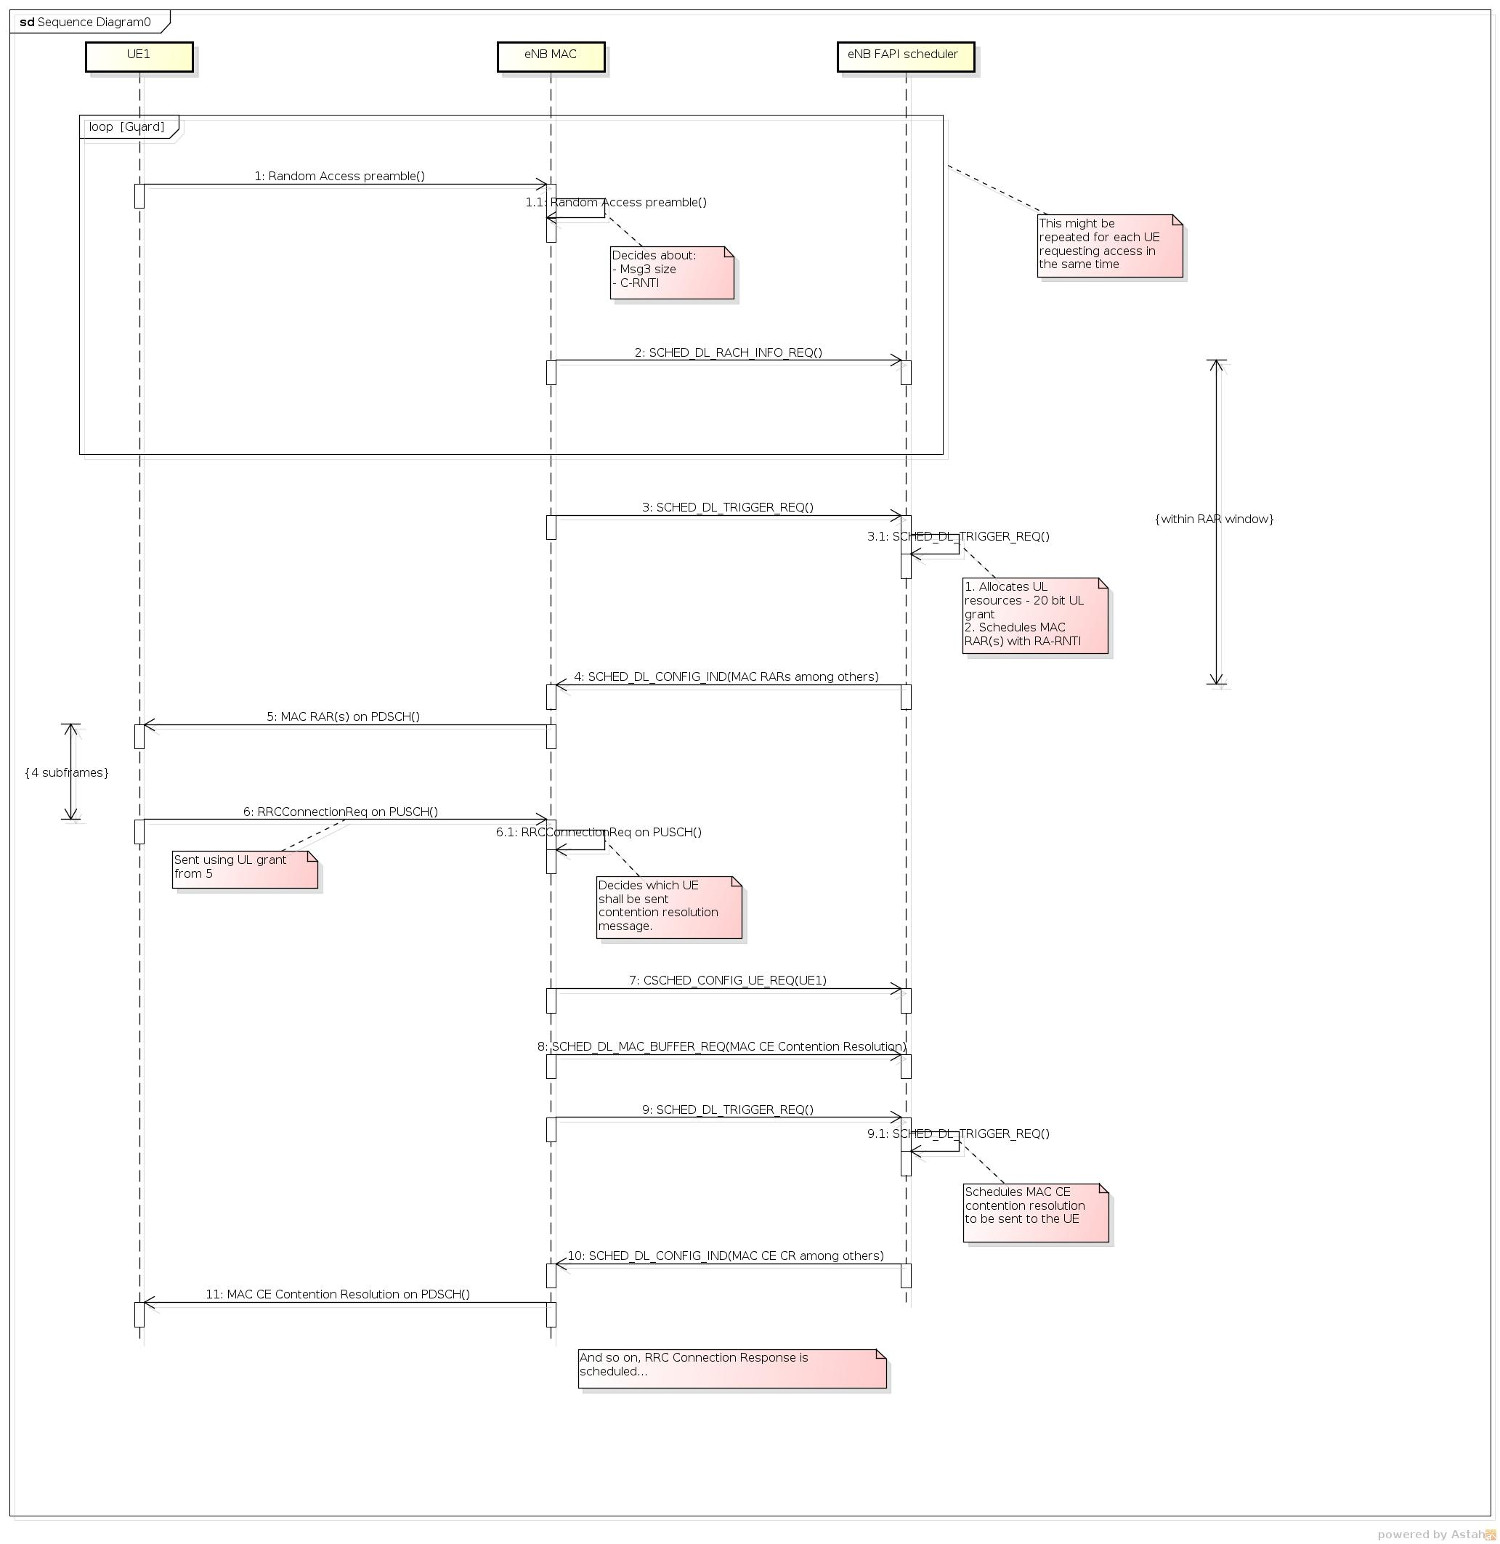 sd Sequence Diagram0
UE1
eNB MAC
eNB FAPI scheduler
loop [Guard]
1: Random Access preamble()
1.1: Random Access preamble()
This might be
repeated for each UE
requesting access in
the same time
Decides about:
- Msg3 size
- C-RNTI
2: SCHED_DL_RACH_INFO_REQ()
3: SCHED_DL_TRIGGER_REQ()
{within RAR window}
3.1: SCHED_DL_TRIGGER_REQ()
1. Allocates UL
resources - 20 bit UL
grant
2. Schedules MAC
RAR(s) with RA-RNTI
4: SCHED_DL_CONFIG_IND(MAC RARs among others)
5: MAC RAR(s) on PDSCH()
{4 subframes}
6: RRCConnectionReq on PUSCH()
6.1: RRCConnectionReq on PUSCH()
Sent using UL grant
from 5
Decides which UE
shall be sent
contention resolution
message.
7: CSCHED_CONFIG_UE_REQ(UE1)
8: SCHED_DL_MAC_BUFFER_REQ(MAC CE Contention Resolution)
9: SCHED_DL_TRIGGER_REQ()
9.1: SCHED_DL_TRIGGER_REQ()
Schedules MAC CE
contention resolution
to be sent to the UE
10: SCHED_DL_CONFIG_IND(MAC CE CR among others)
11: MAC CE Contention Resolution on PDSCH()
And so on, RRC Connection Response is
scheduled...
powered by Astah